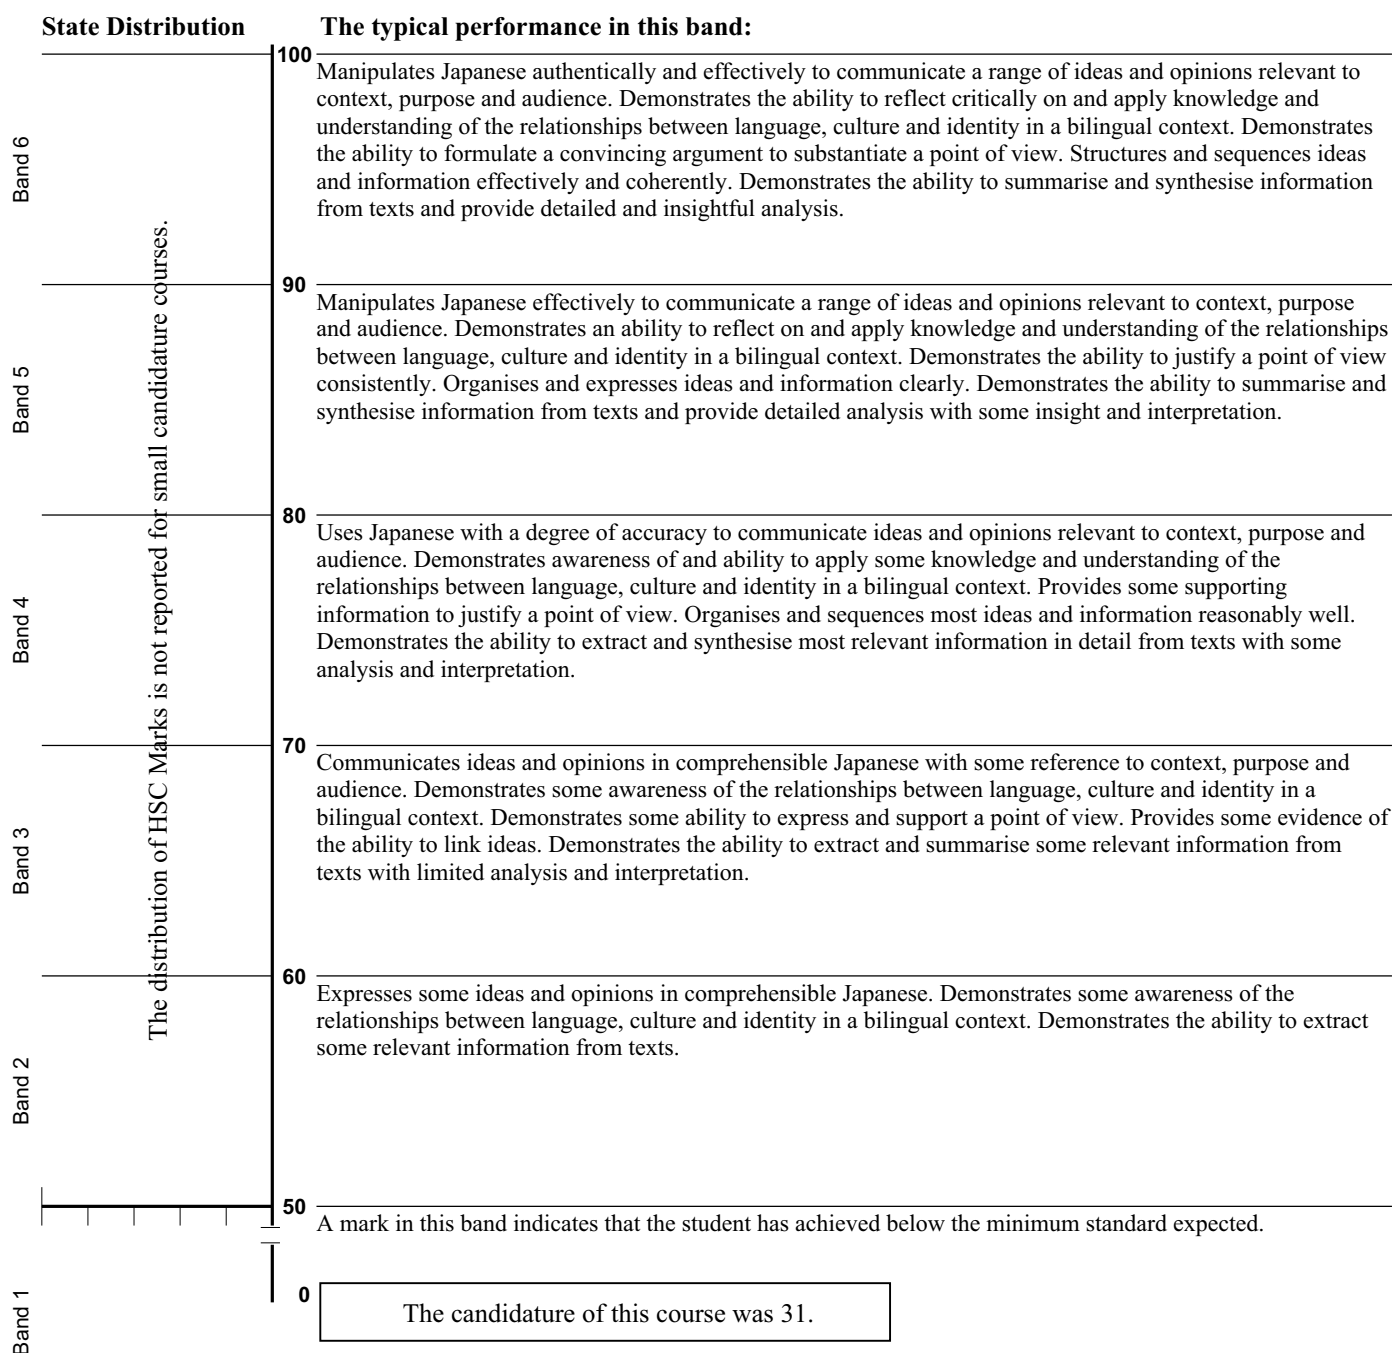 State Distribution
The typical performance in this band:
100
Band 6
Manipulates Japanese authentically and effectively to communicate a range of ideas and opinions relevant to
context, purpose and audience. Demonstrates the ability to reflect critically on and apply knowledge and
understanding of the relationships between language, culture and identity in a bilingual context. Demonstrates
the ability to formulate a convincing argument to substantiate a point of view. Structures and sequences ideas
and information effectively and coherently. Demonstrates the ability to summarise and synthesise information
from texts and provide detailed and insightful analysis.
The distribution of HSC Marks is not reported for small candidature courses.
90
Band 5
Manipulates Japanese effectively to communicate a range of ideas and opinions relevant to context, purpose
and audience. Demonstrates an ability to reflect on and apply knowledge and understanding of the relationships
between language, culture and identity in a bilingual context. Demonstrates the ability to justify a point of view
consistently. Organises and expresses ideas and information clearly. Demonstrates the ability to summarise and
synthesise information from texts and provide detailed analysis with some insight and interpretation.
80
Band 4
Uses Japanese with a degree of accuracy to communicate ideas and opinions relevant to context, purpose and
audience. Demonstrates awareness of and ability to apply some knowledge and understanding of the
relationships between language, culture and identity in a bilingual context. Provides some supporting
information to justify a point of view. Organises and sequences most ideas and information reasonably well.
Demonstrates the ability to extract and synthesise most relevant information in detail from texts with some
analysis and interpretation.
70
Band 3
Communicates ideas and opinions in comprehensible Japanese with some reference to context, purpose and
audience. Demonstrates some awareness of the relationships between language, culture and identity in a
bilingual context. Demonstrates some ability to express and support a point of view. Provides some evidence of
the ability to link ideas. Demonstrates the ability to extract and summarise some relevant information from
texts with limited analysis and interpretation.
60
Band 2
Expresses some ideas and opinions in comprehensible Japanese. Demonstrates some awareness of the
relationships between language, culture and identity in a bilingual context. Demonstrates the ability to extract
some relevant information from texts.
50
A mark in this band indicates that the student has achieved below the minimum standard expected.
Band 1
0
The candidature of this course was 31.